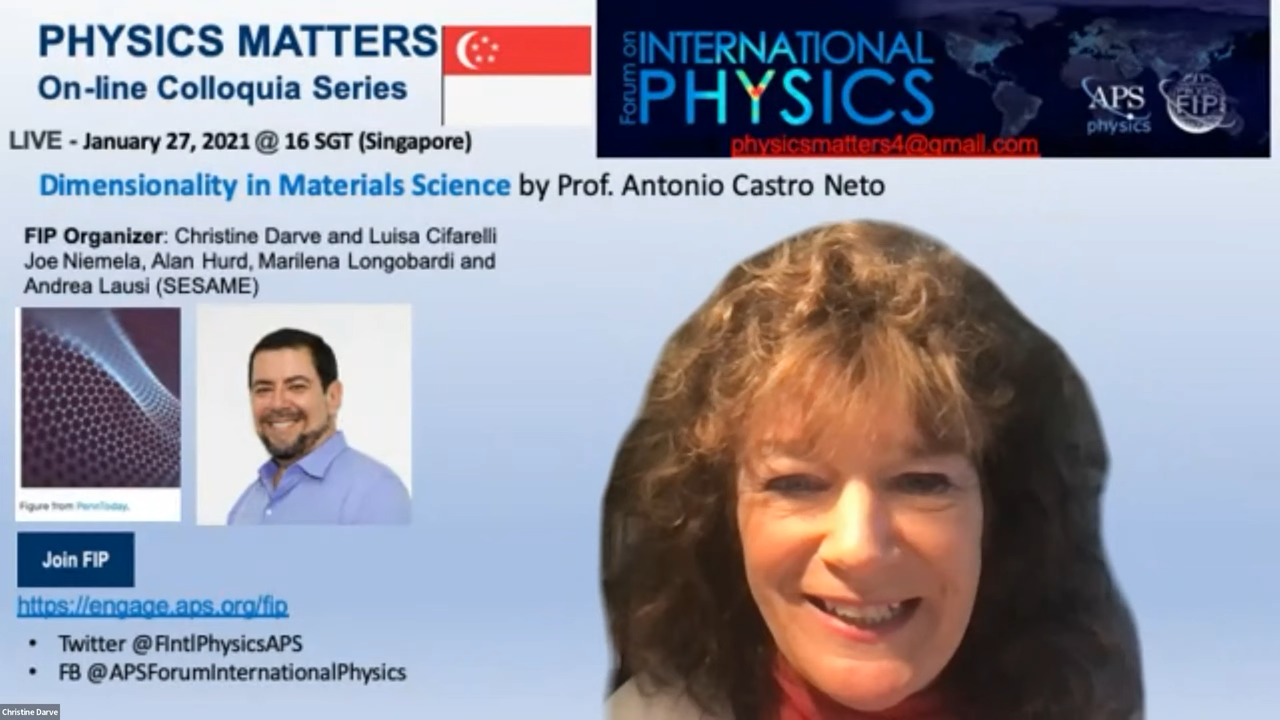 PHYSICS MATTERS
On-line Colloquia Series
LIVE - January 27, 2021 @ 16 SGT (Singapore)
Forum on
INTERNATIONAL
PHYSICS
APS
physics
FIP
physicsmatters4@gmail.com
Dimensionality in Materials Science by Prof. Antonio Castro Neto
FIP Organizer: Christine Darve and Luisa Cifarelli
Joe Niemela, Alan Hurd, Marilena Longobardi and
Andrea Lausi (SESAME)
Figure from PennToday.
Join FIP
https://engage.aps.org/fip
• Twitter @FIntlPhysicsAPS
• FB @APSForumInternationalPhysics
Christine Darve